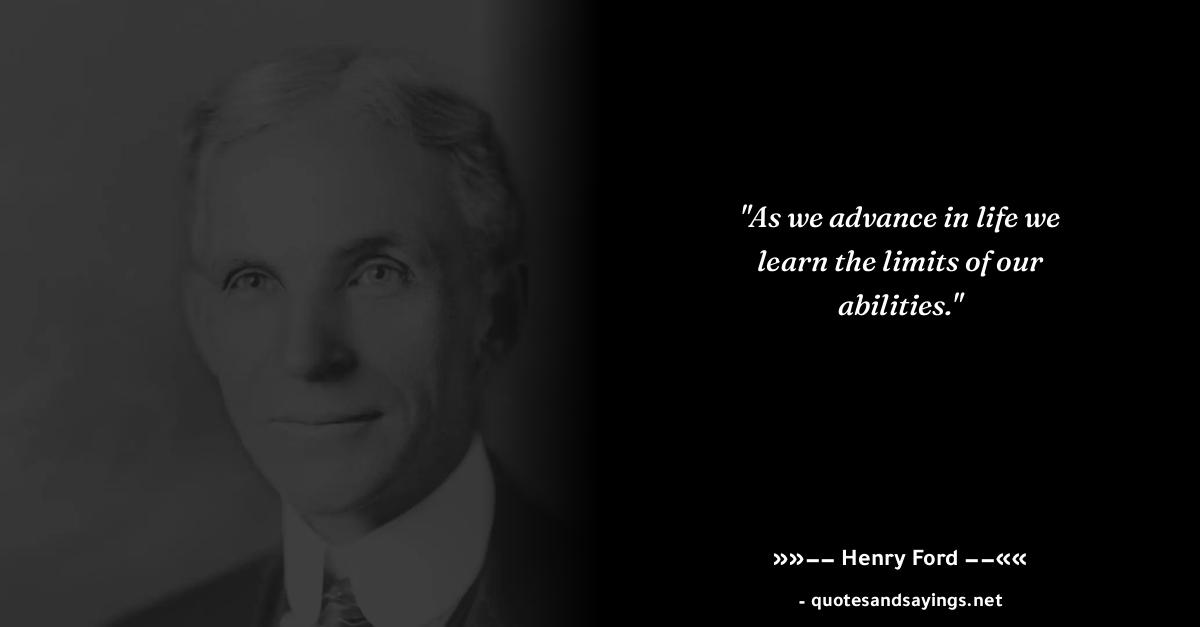 "As we advance in life we
learn the limits of our
abilities."
»»−− Henry Ford −−««
- quotesandsayings.net